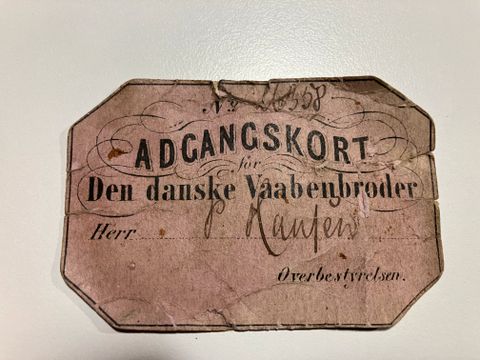 No
ADGANGSKORT
for
Den danske Vaabenbroder
Herr P. Hansen
Overbestyrelsen.